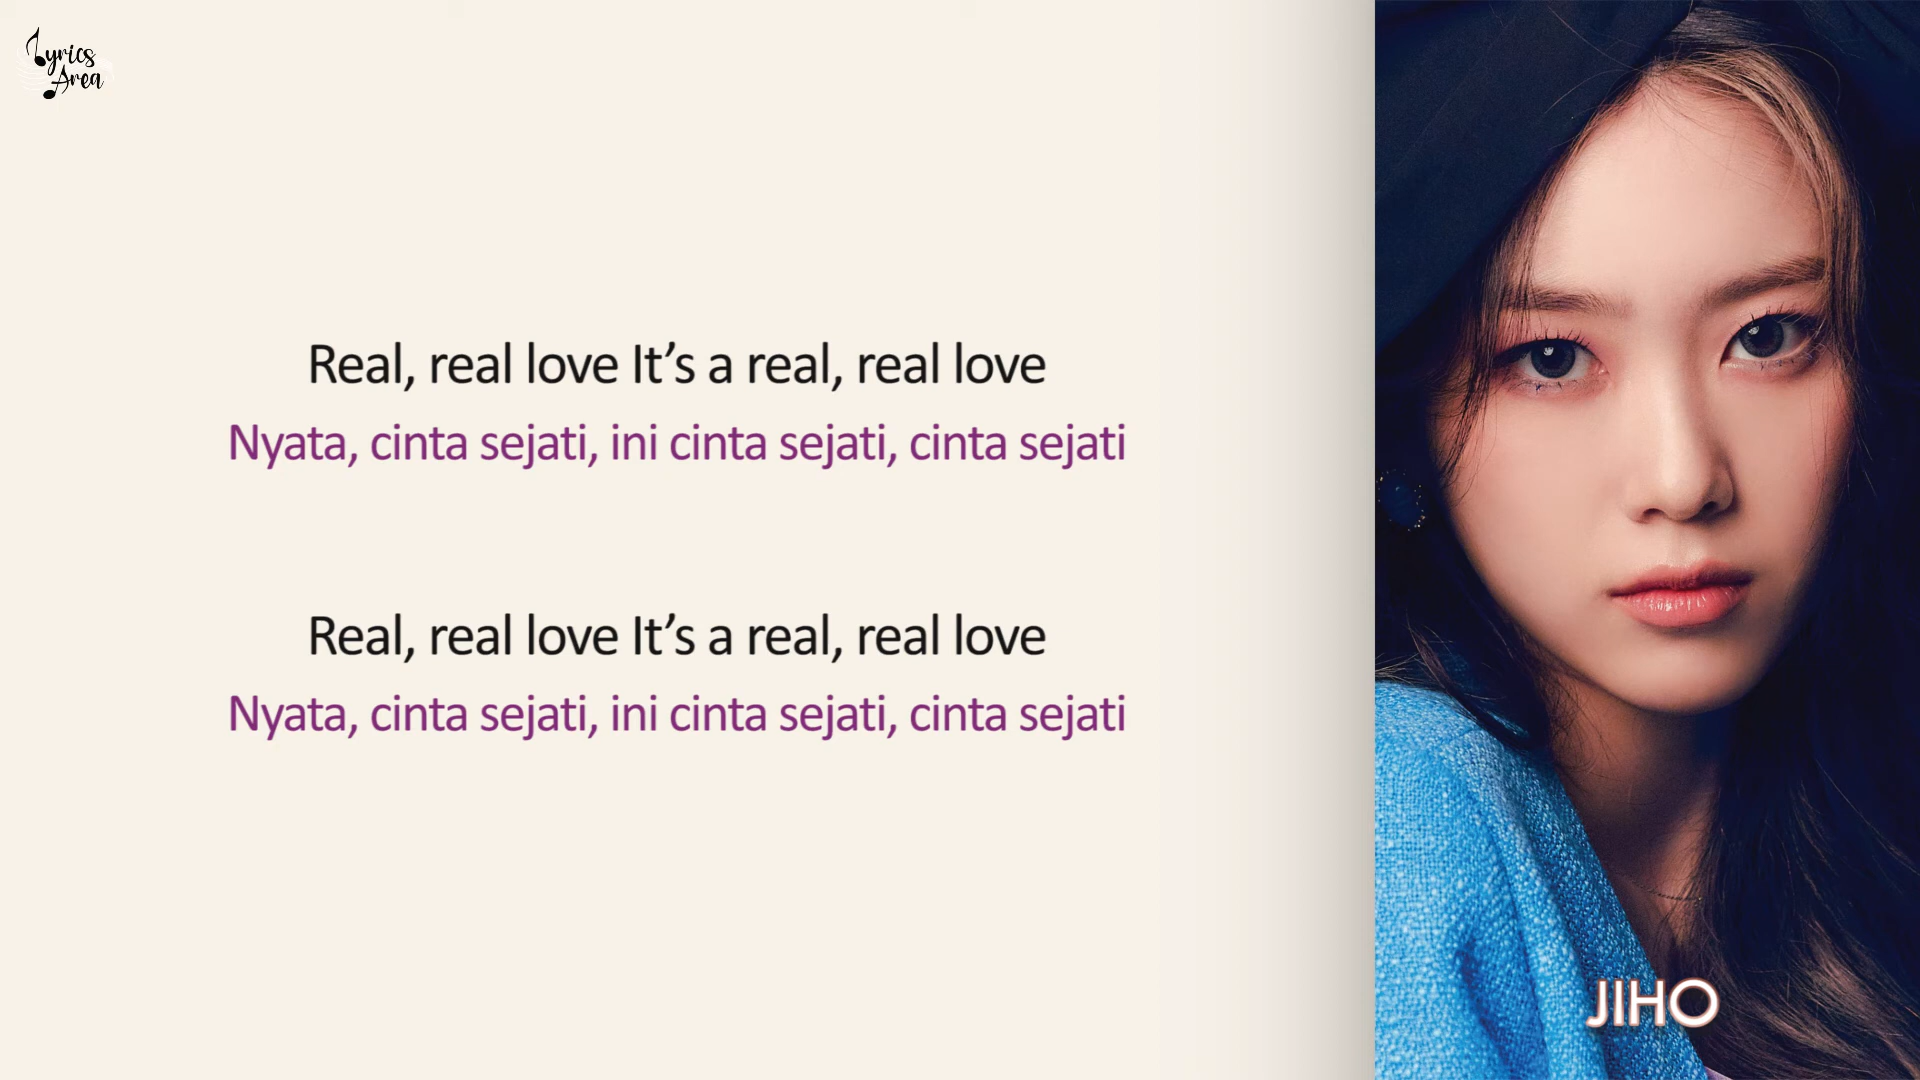 Lyrics
Area
Real, real love It’s a real, real love
Nyata, cinta sejati, ini cinta sejati, cinta sejati
Real, real love It’s a real, real love
Nyata, cinta sejati, ini cinta sejati, cinta sejati
JIHO